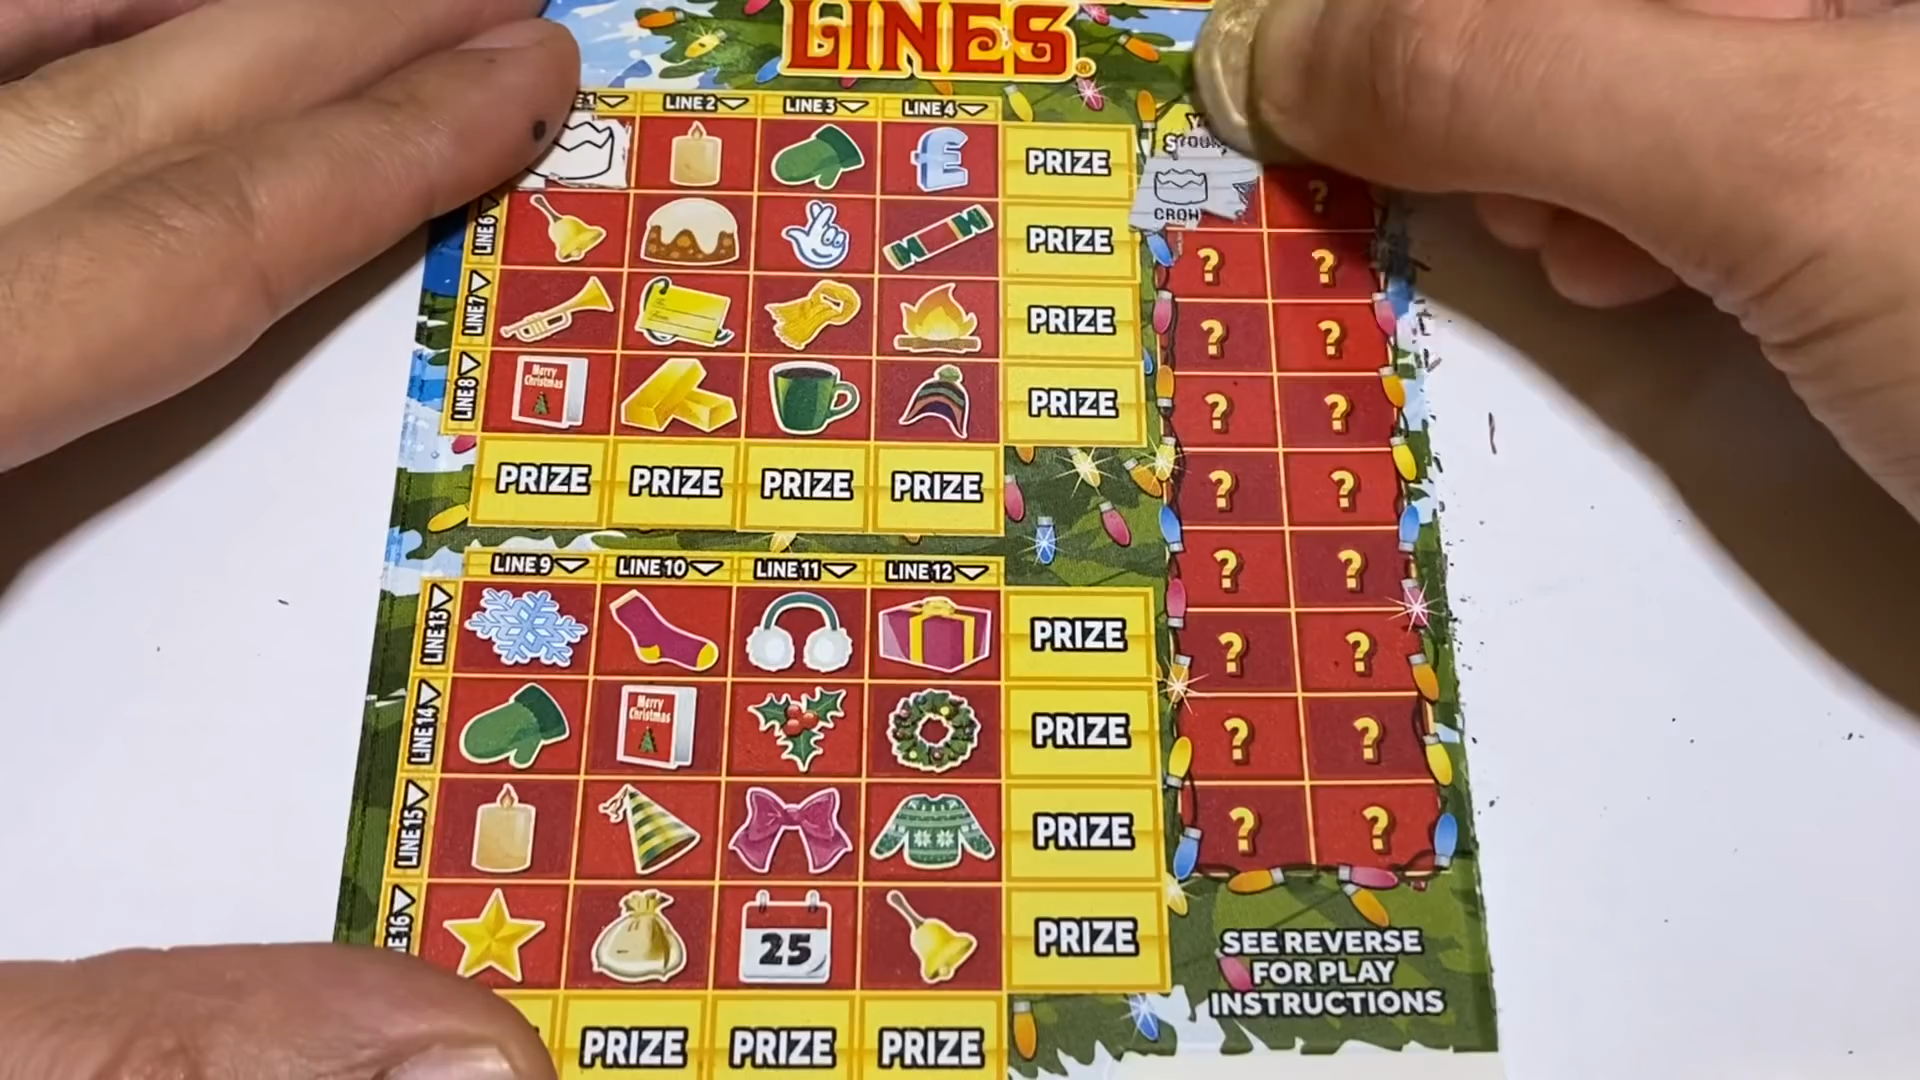 LINES
LINE 2 LINE 3 LINE 4
PRIZE
CROW
LINE 6
PRIZE
LINE 7
PRIZE
LINE 8
Merry
Christmas
PRIZE
PRIZE PRIZE PRIZE PRIZE
LINE 9 LINE 10 LINE 11 LINE 12
LINE 13
PRIZE
LINE 14
Merry
Christmas
PRIZE
LINE 15
PRIZE
25
PRIZE
PRIZE PRIZE PRIZE
? 
? ?
? ?
? ?
? ?
? ?
? ?
? ?
? ?
SEE REVERSE
FOR PLAY
INSTRUCTIONS